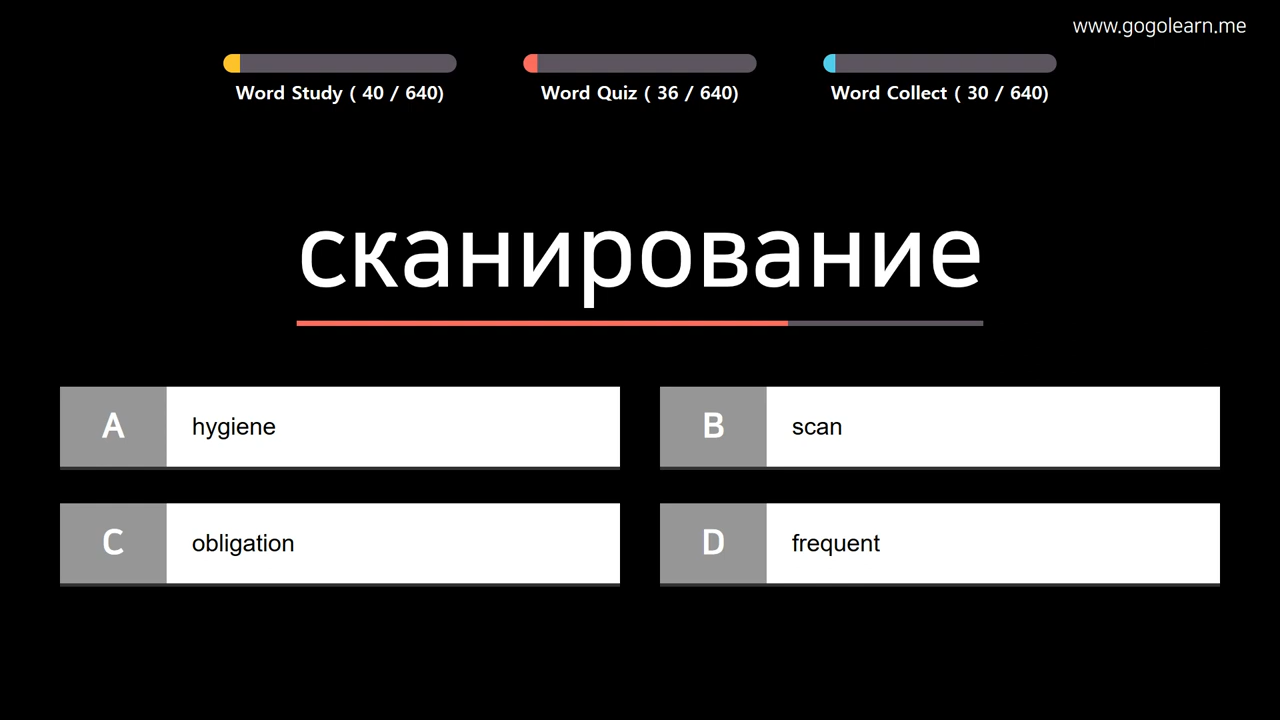 www.gogolearn.me
Word Study ( 40 / 640)
Word Quiz ( 36 / 640)
Word Collect ( 30 / 640)
сканирование
A hygiene
B scan
C obligation
D frequent